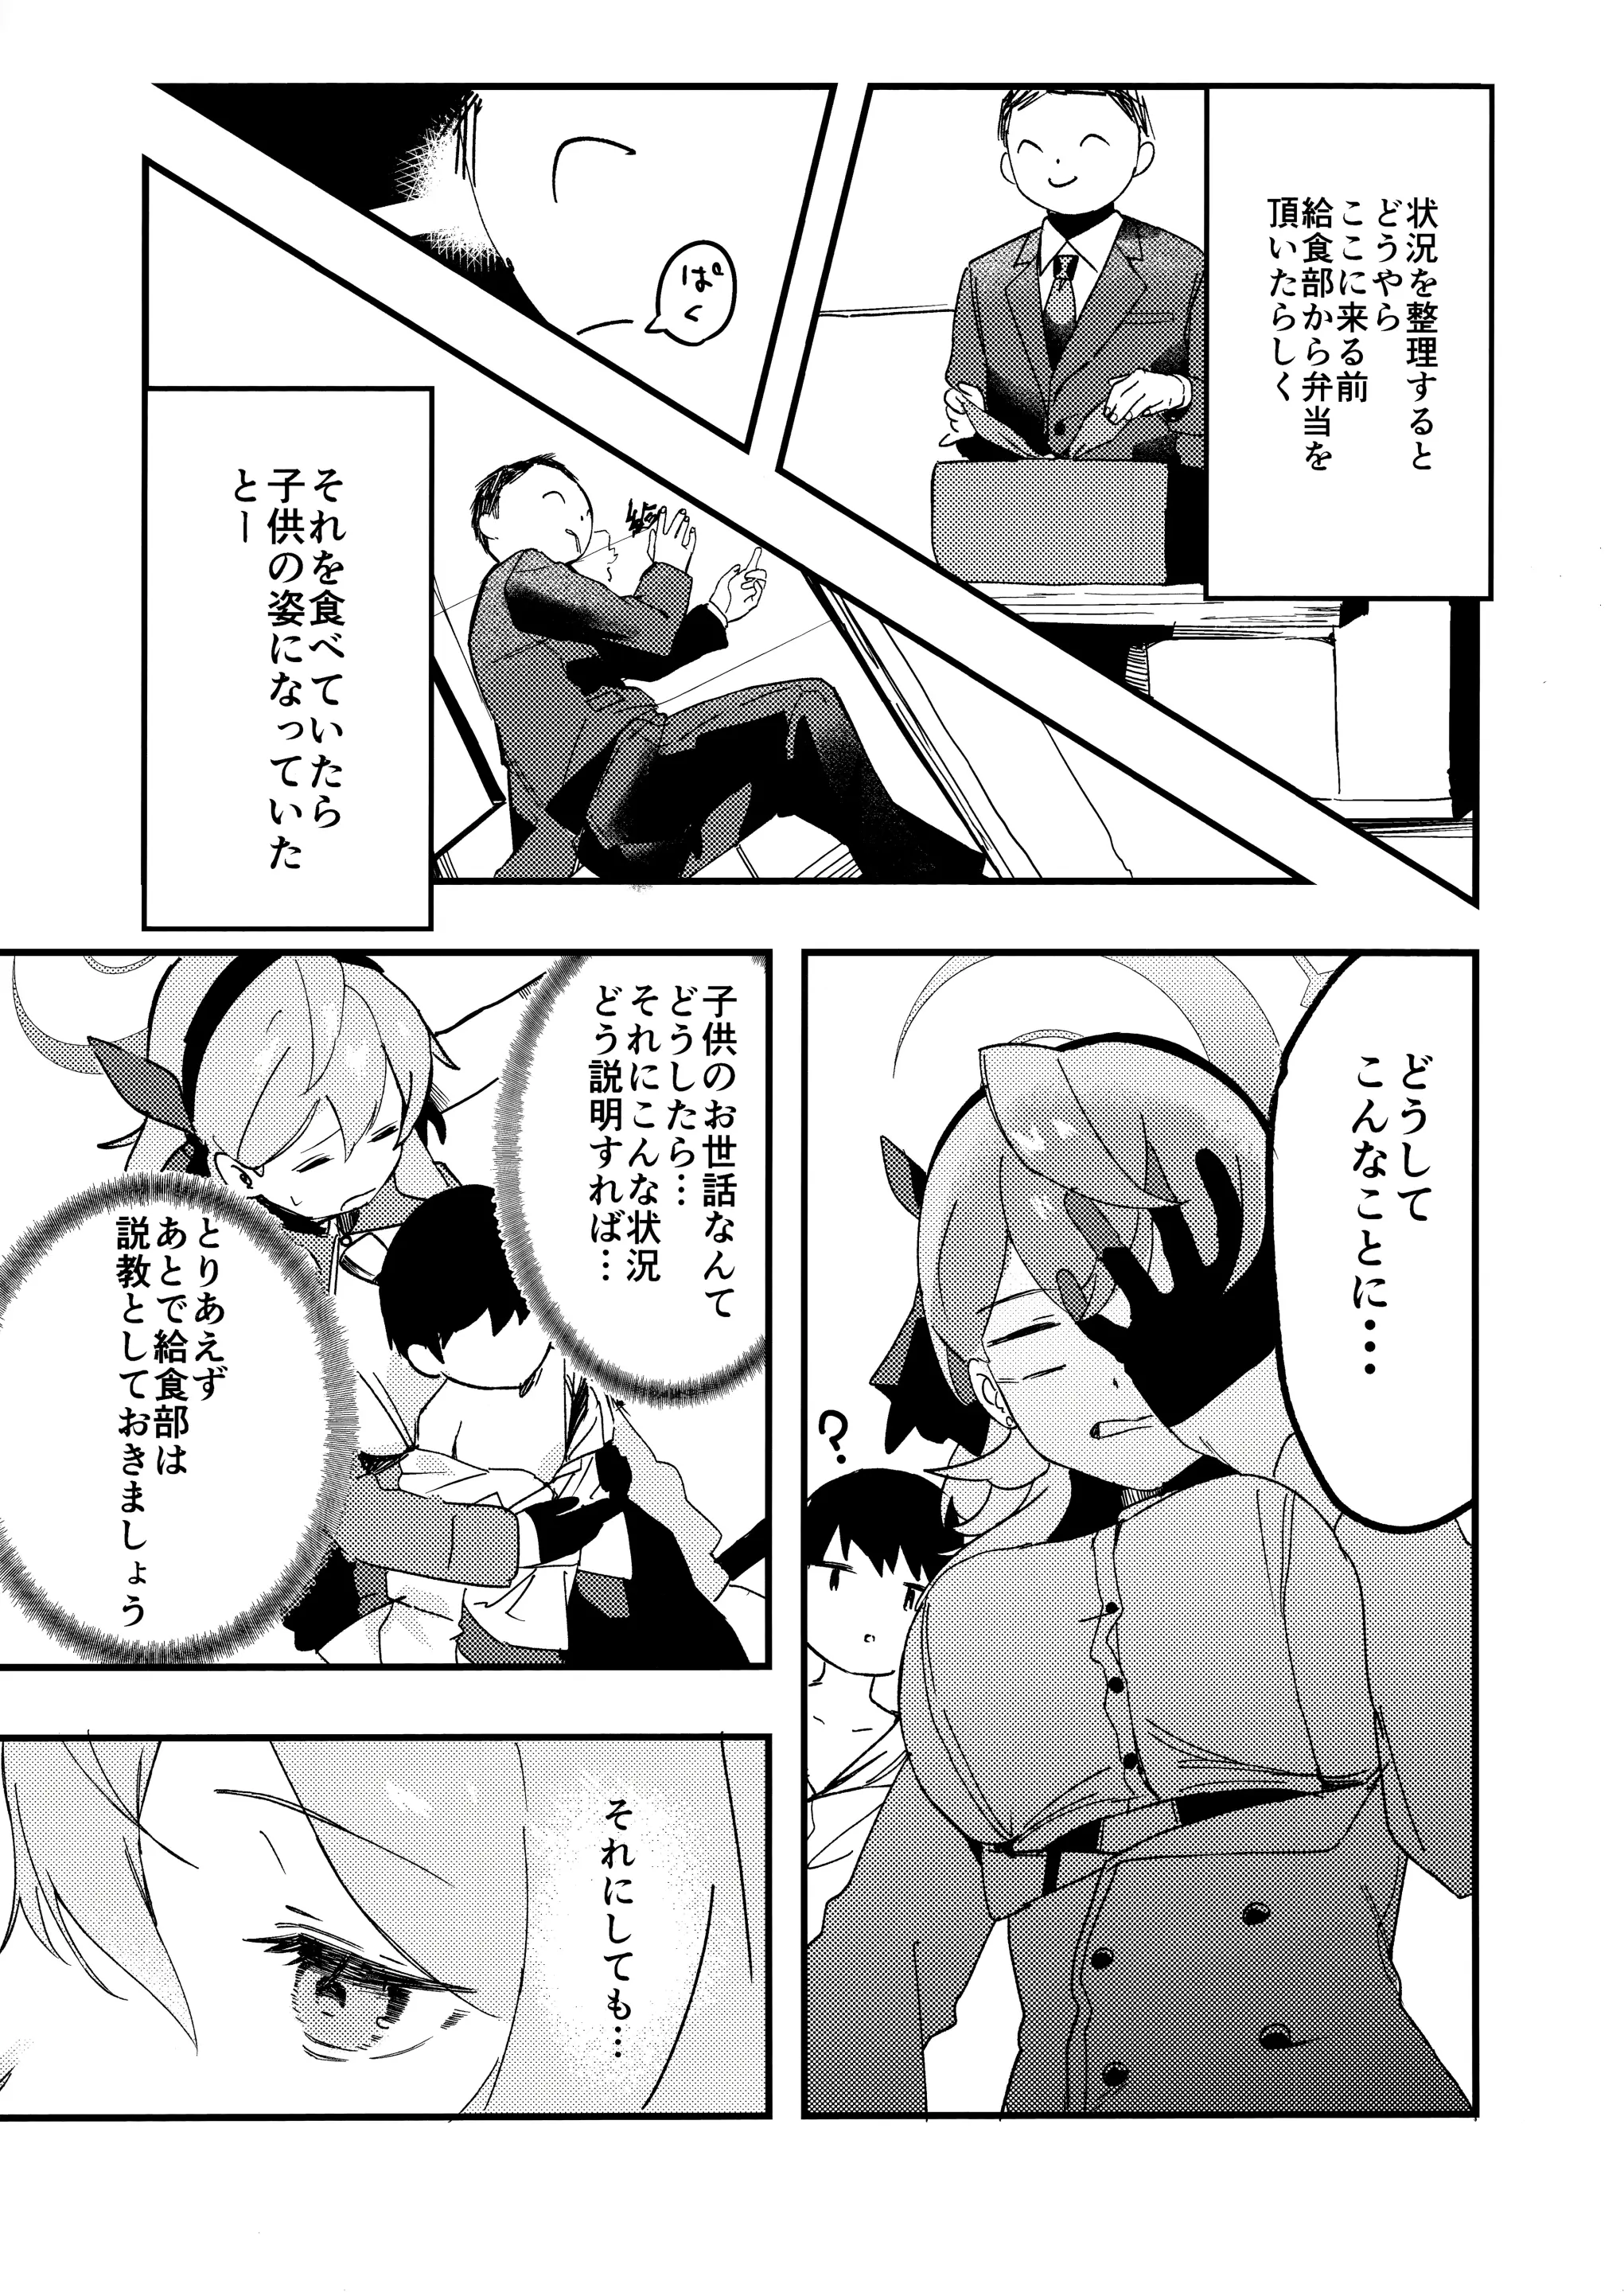 状況を整理すると
どうやら
ここに来る前
給食部から弁当を
頂いたらしく
ぱく
それを食べていたら
子供の姿になっていた
とー
どうして
こんなことに…
?
子供のお世話なんて
どうしたら…
それにこんな状況
どう説明すれば…
とりあえず
あとで給食部は
説教としておきましょう
それにしても…